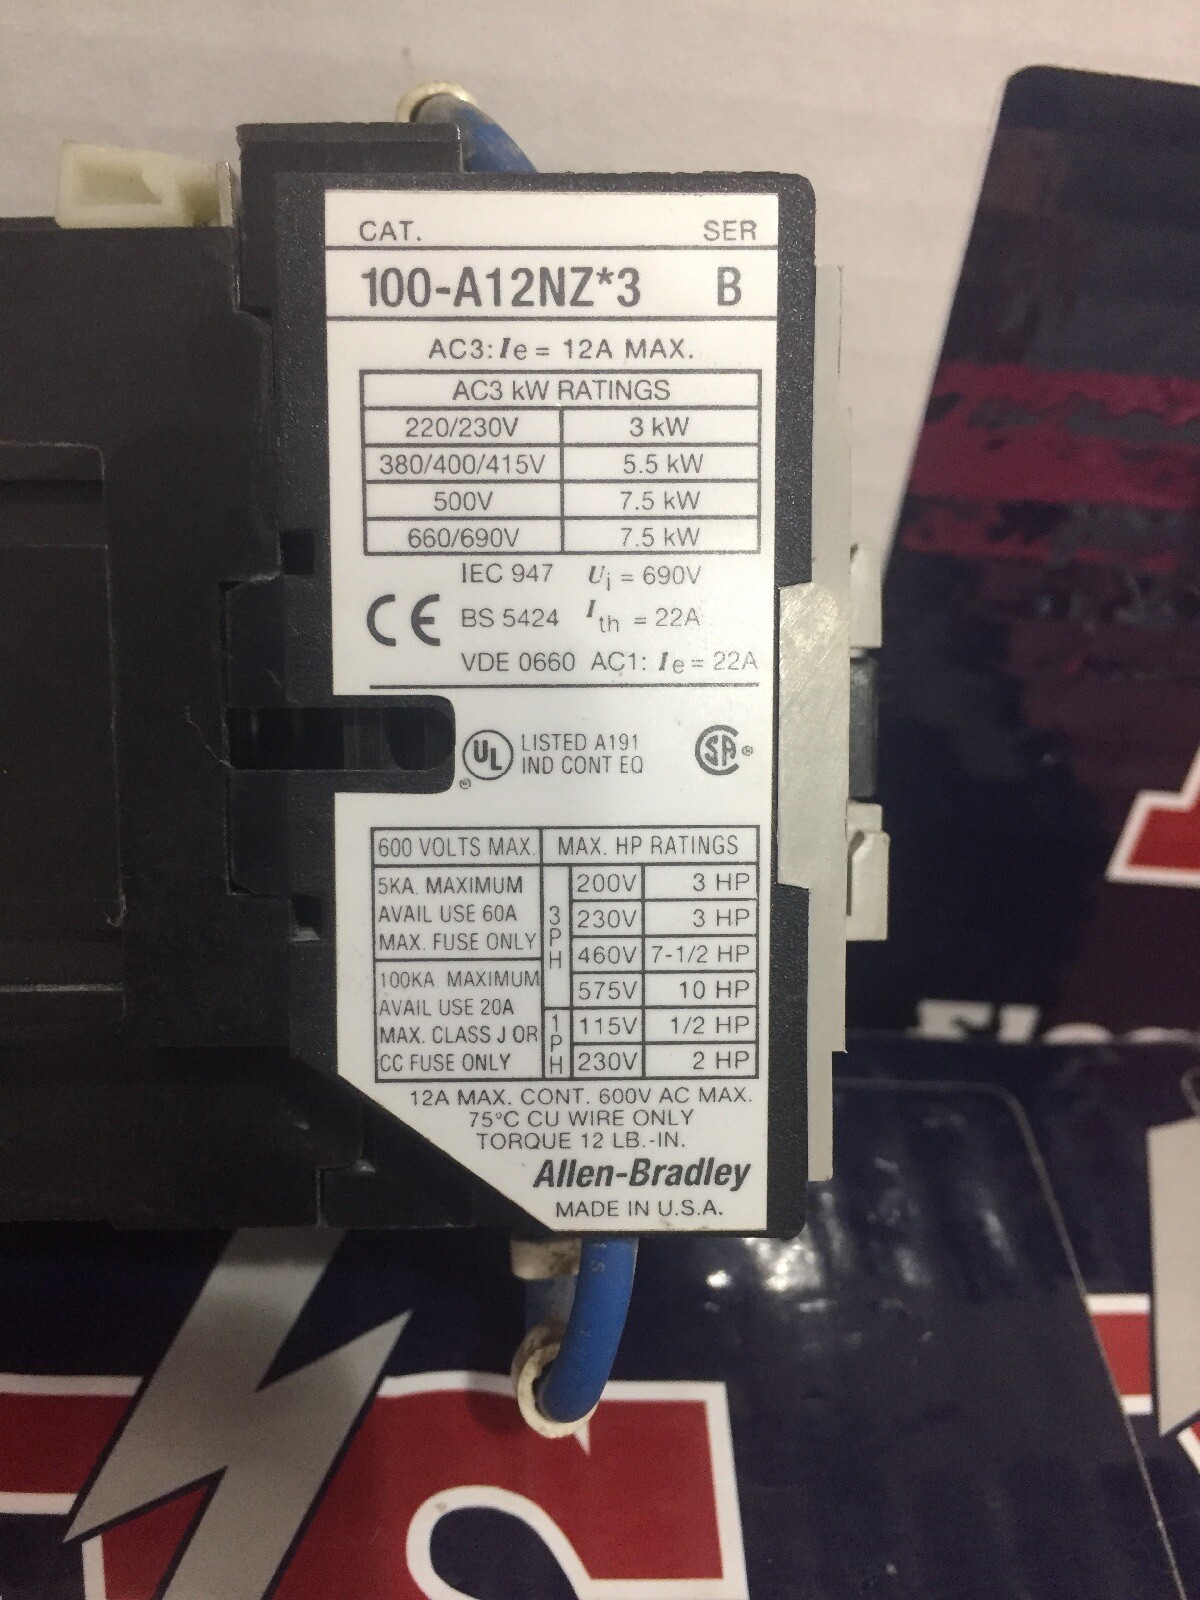 CAT. SER
100-A12NZ*3 B
AC3: Ie = 12A MAX.
AC3 kW RATINGS
220/230V 3 kW
380/400/415V 5.5 kW
500V 7.5 kW
660/690V 7.5 kW
IEC 947 Ui = 690V
CE BS 5424 Ith = 22A
VDE 0660 AC1: Ie = 22A
UL ® LISTED A191
IND CONT EQ
SA ®
600 VOLTS MAX. MAX. HP RATINGS
5KA. MAXIMUM
AVAIL USE 60A
MAX. FUSE ONLY
100KA MAXIMUM
AVAIL USE 20A
MAX. CLASS J OR
CC FUSE ONLY
3PH
200V 3 HP
230V 3 HP
460V 7-1/2 HP
575V 10 HP
1PH
115V 1/2 HP
230V 2 HP
12A MAX. CONT. 600V AC MAX.
75°C CU WIRE ONLY
TORQUE 12 LB.-IN.
Allen-Bradley
MADE IN U.S.A.